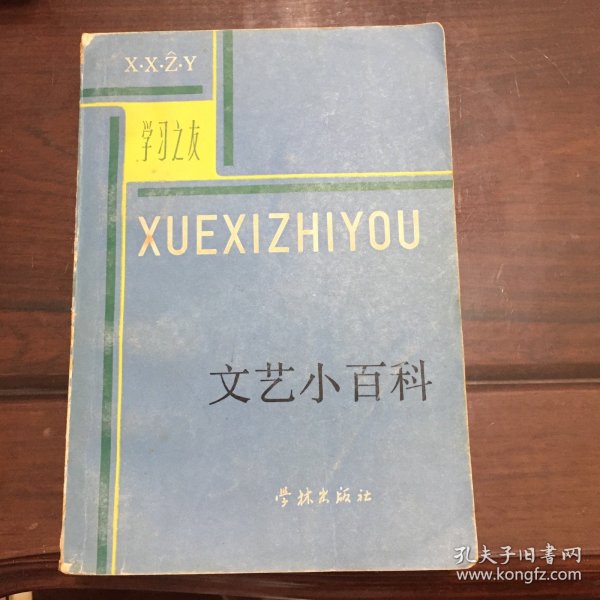 X·X·Ẑ·Y
学习之友
XUEXIZHIYOU
文艺小百科
学林出版社
孔夫子旧书网
www.kongfz.com